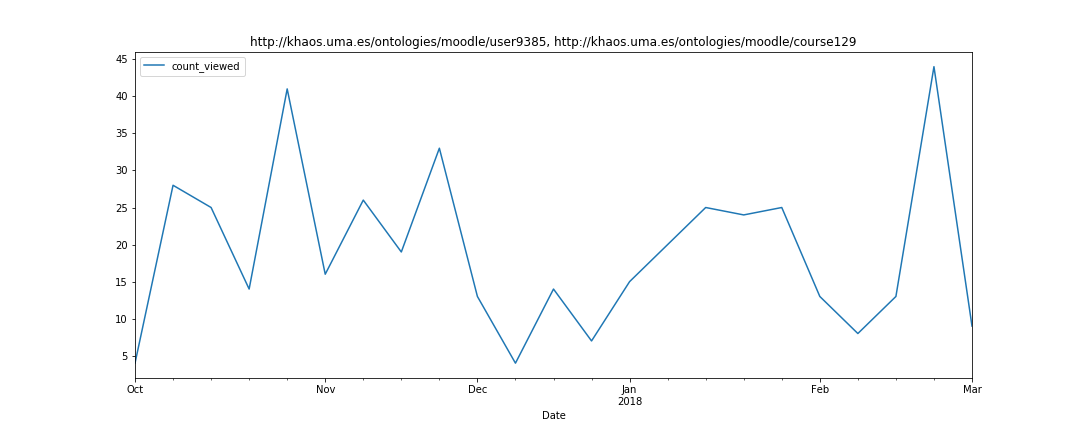 http://khaos.uma.es/ontologies/moodle/user9385, http://khaos.uma.es/ontologies/moodle/course129
count_viewed
45
40
35
30
25
20
15
10
5
Oct Nov Dec Jan Feb Mar
2018
Date